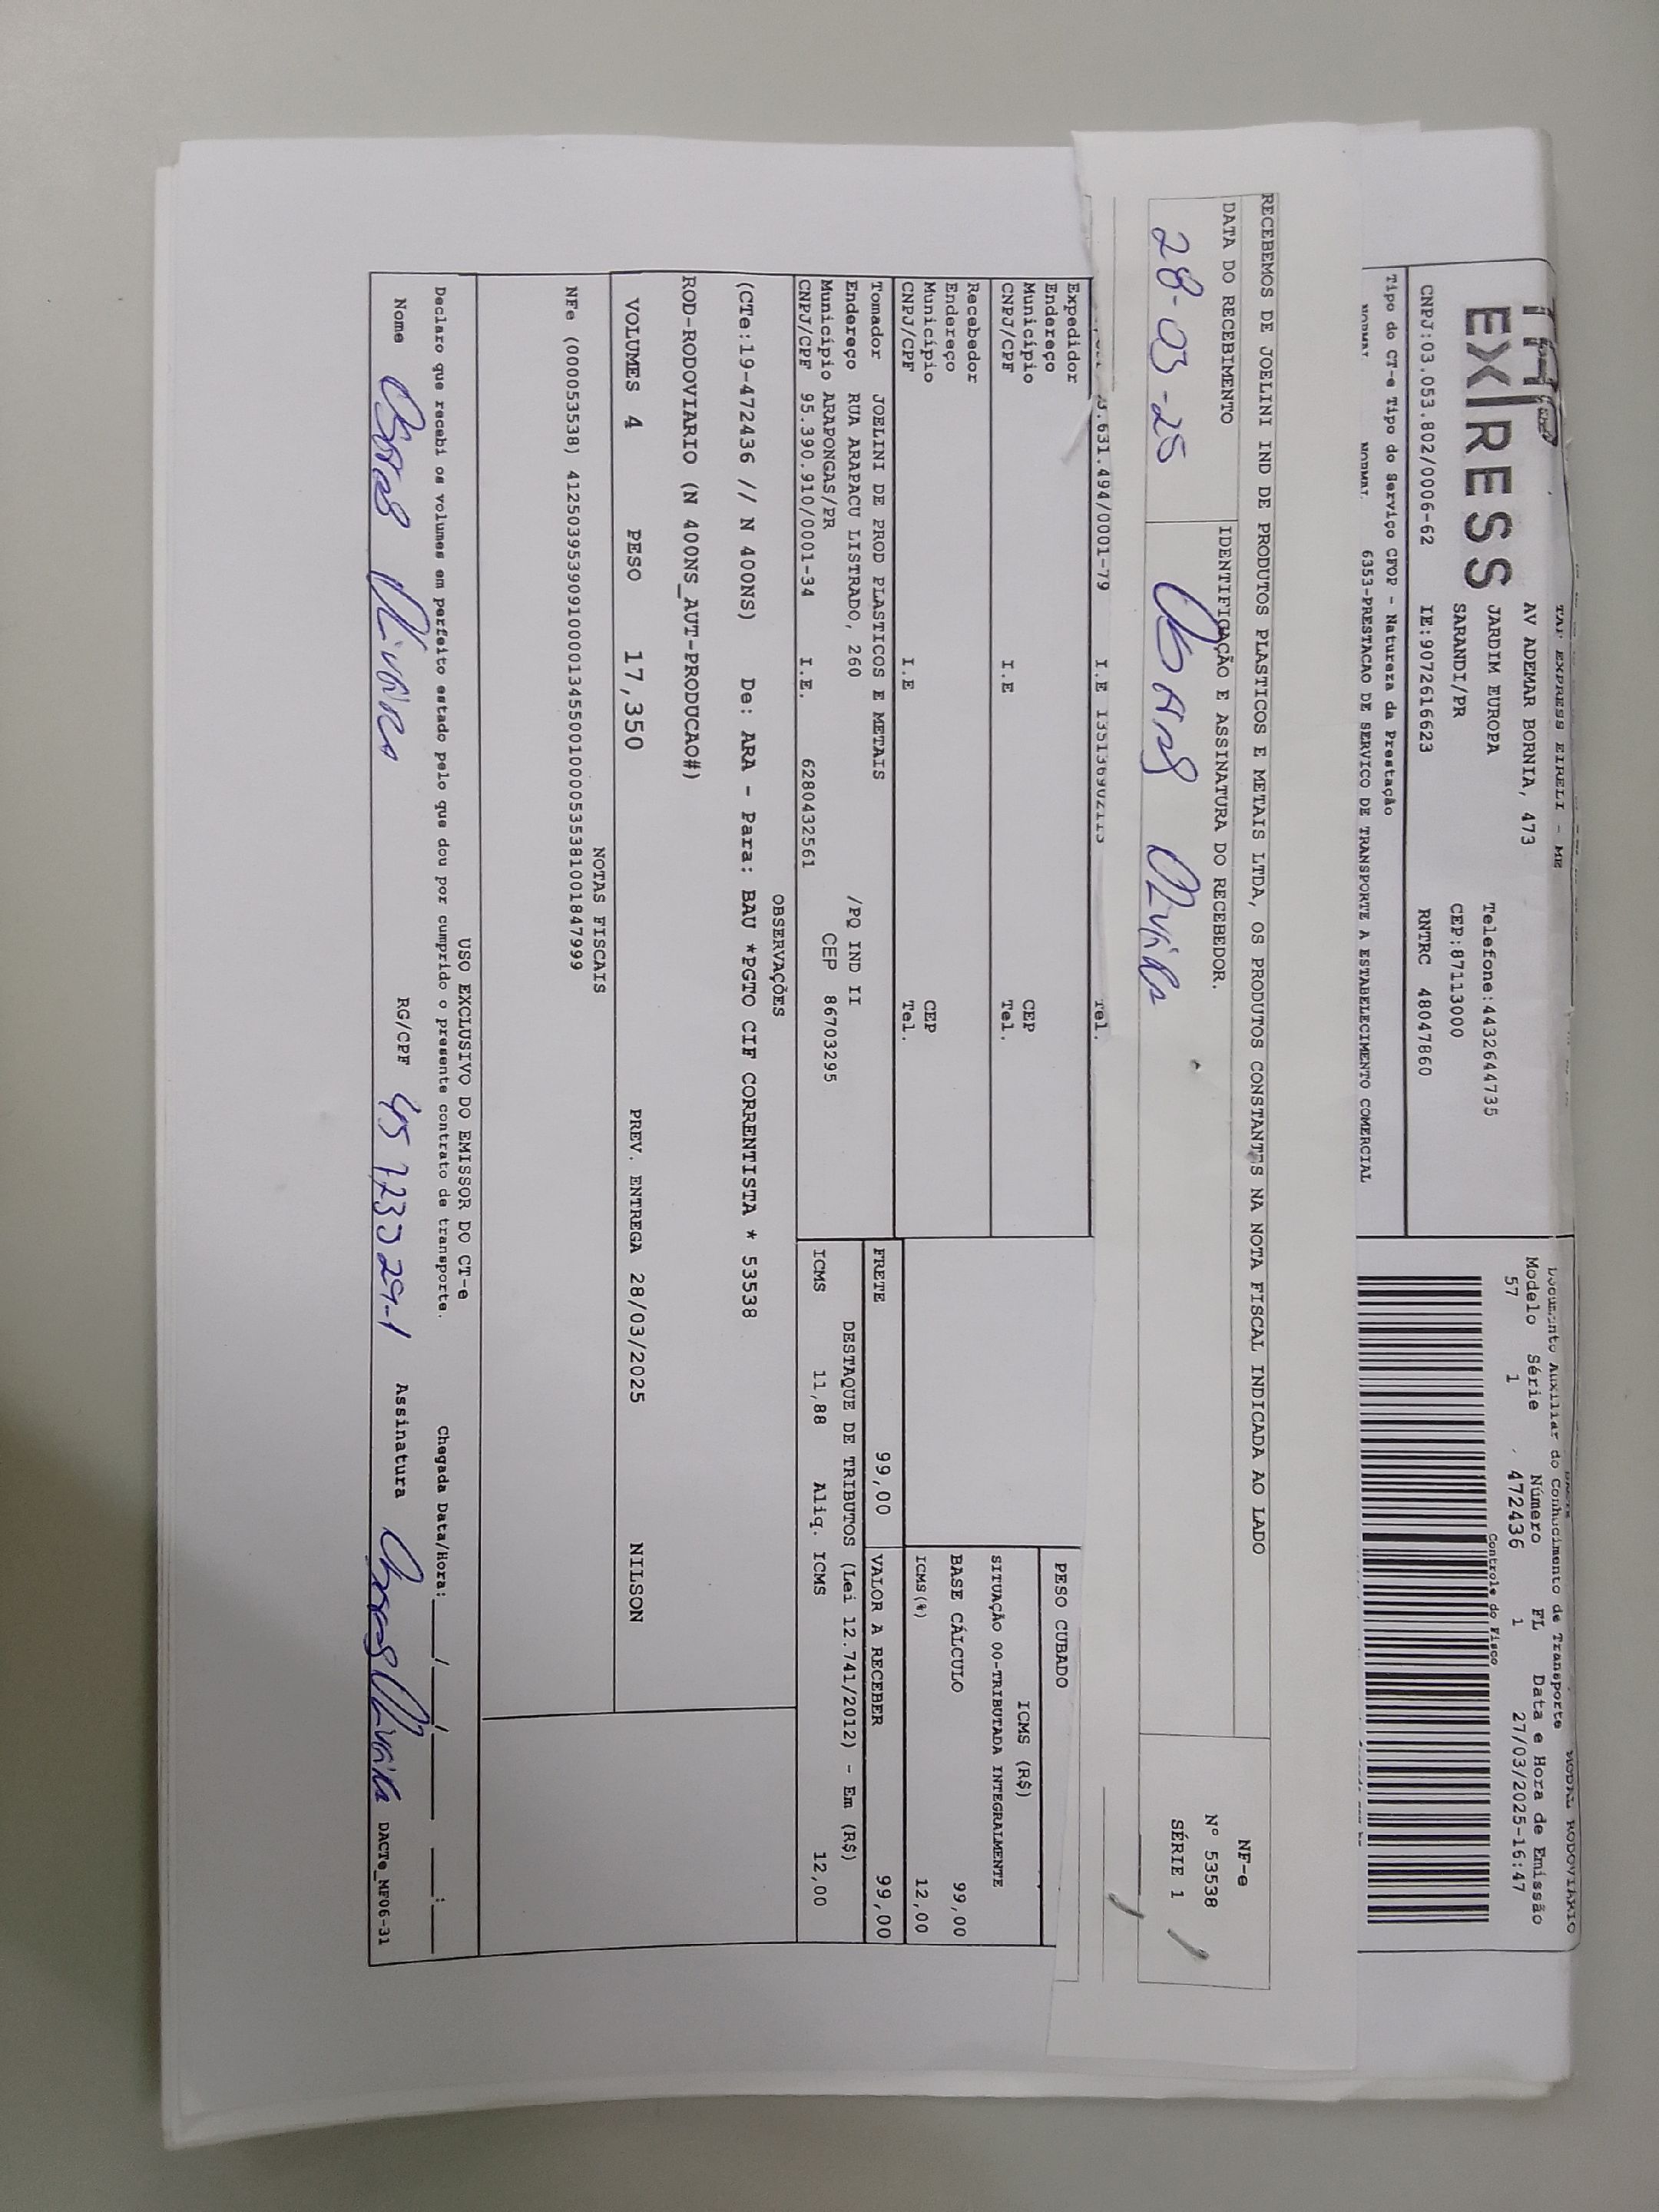 TAF EXPRESS EIRELI - ME
EXPRESS
AV ADEMAR BORNIA, 473
JARDIM EUROPA Telefone:4432644735
SARANDI/PR CEP:87113000
CNPJ:03.053.802/0006-62 IE:9072616623 RNTRC 48047860
MODAL RODOVIARIO
Documento Auxiliar do Conhecimento de Transporte
Modelo Série Número FL Data e Hora de Emissão
57 1 472436 1 27/03/2025-16:47
Controle do Fisco
Tipo do CT-e Tipo do Serviço CFOP - Natureza da Prestação
NORMAL NORMAL 6353-PRESTACAO DE SERVICO DE TRANSPORTE A ESTABELECIMENTO COMERCIAL
RECEBEMOS DE JOELINI IND DE PRODUTOS PLASTICOS E METAIS LTDA, OS PRODUTOS CONSTANTES NA NOTA FISCAL INDICADA AO LADO
DATA DO RECEBIMENTO IDENTIFICAÇÃO E ASSINATURA DO RECEBEDOR.
28-03-25
NF-e
Nº 53538
SÉRIE 1
.631.494/0001-79 I.E Tel.
Expedidor
Endereço
Município CEP
CNPJ/CPF I.E Tel.
Recebedor
Endereço
Município CEP
CNPJ/CPF I.E Tel.
PESO CUBADO
ICMS (R$)
SITUAÇÃO 00-TRIBUTADA INTEGRALMENTE
BASE CÁLCULO 99,00
ICMS(%) 12,00
Tomador JOELINI DE PROD PLASTICOS E METAIS
Endereço RUA ARAPACU LISTRADO, 260 /PQ IND II
Município ARAPONGAS/PR CEP 86703295
CNPJ/CPF 95.390.910/0001-34 I.E. 6280432561
FRETE 99,00 VALOR A RECEBER 99,00
DESTAQUE DE TRIBUTOS (Lei 12.741/2012) - Em (R$)
ICMS 11,88 Aliq. ICMS 12,00
OBSERVAÇÕES
(CTe:19-472436 // N 400NS) De: ARA - Para: BAU *PGTO CIF CORRENTISTA * 53538
ROD-RODOVIARIO (N 400NS_AUT-PRODUCAO#)
VOLUMES 4 PESO 17,350 PREV. ENTREGA 28/03/2025 NILSON
NOTAS FISCAIS
NFe (000053538) 41250395390910000134550010000535381001847999
USO EXCLUSIVO DO EMISSOR DO CT-e
Declaro que recebi os volumes em perfeito estado pelo que dou por cumprido o presente contrato de transporte. Chegada Data/Hora: ___/___/___ __:__
Nome RG/CPF Assinatura DACTe_MF06-31